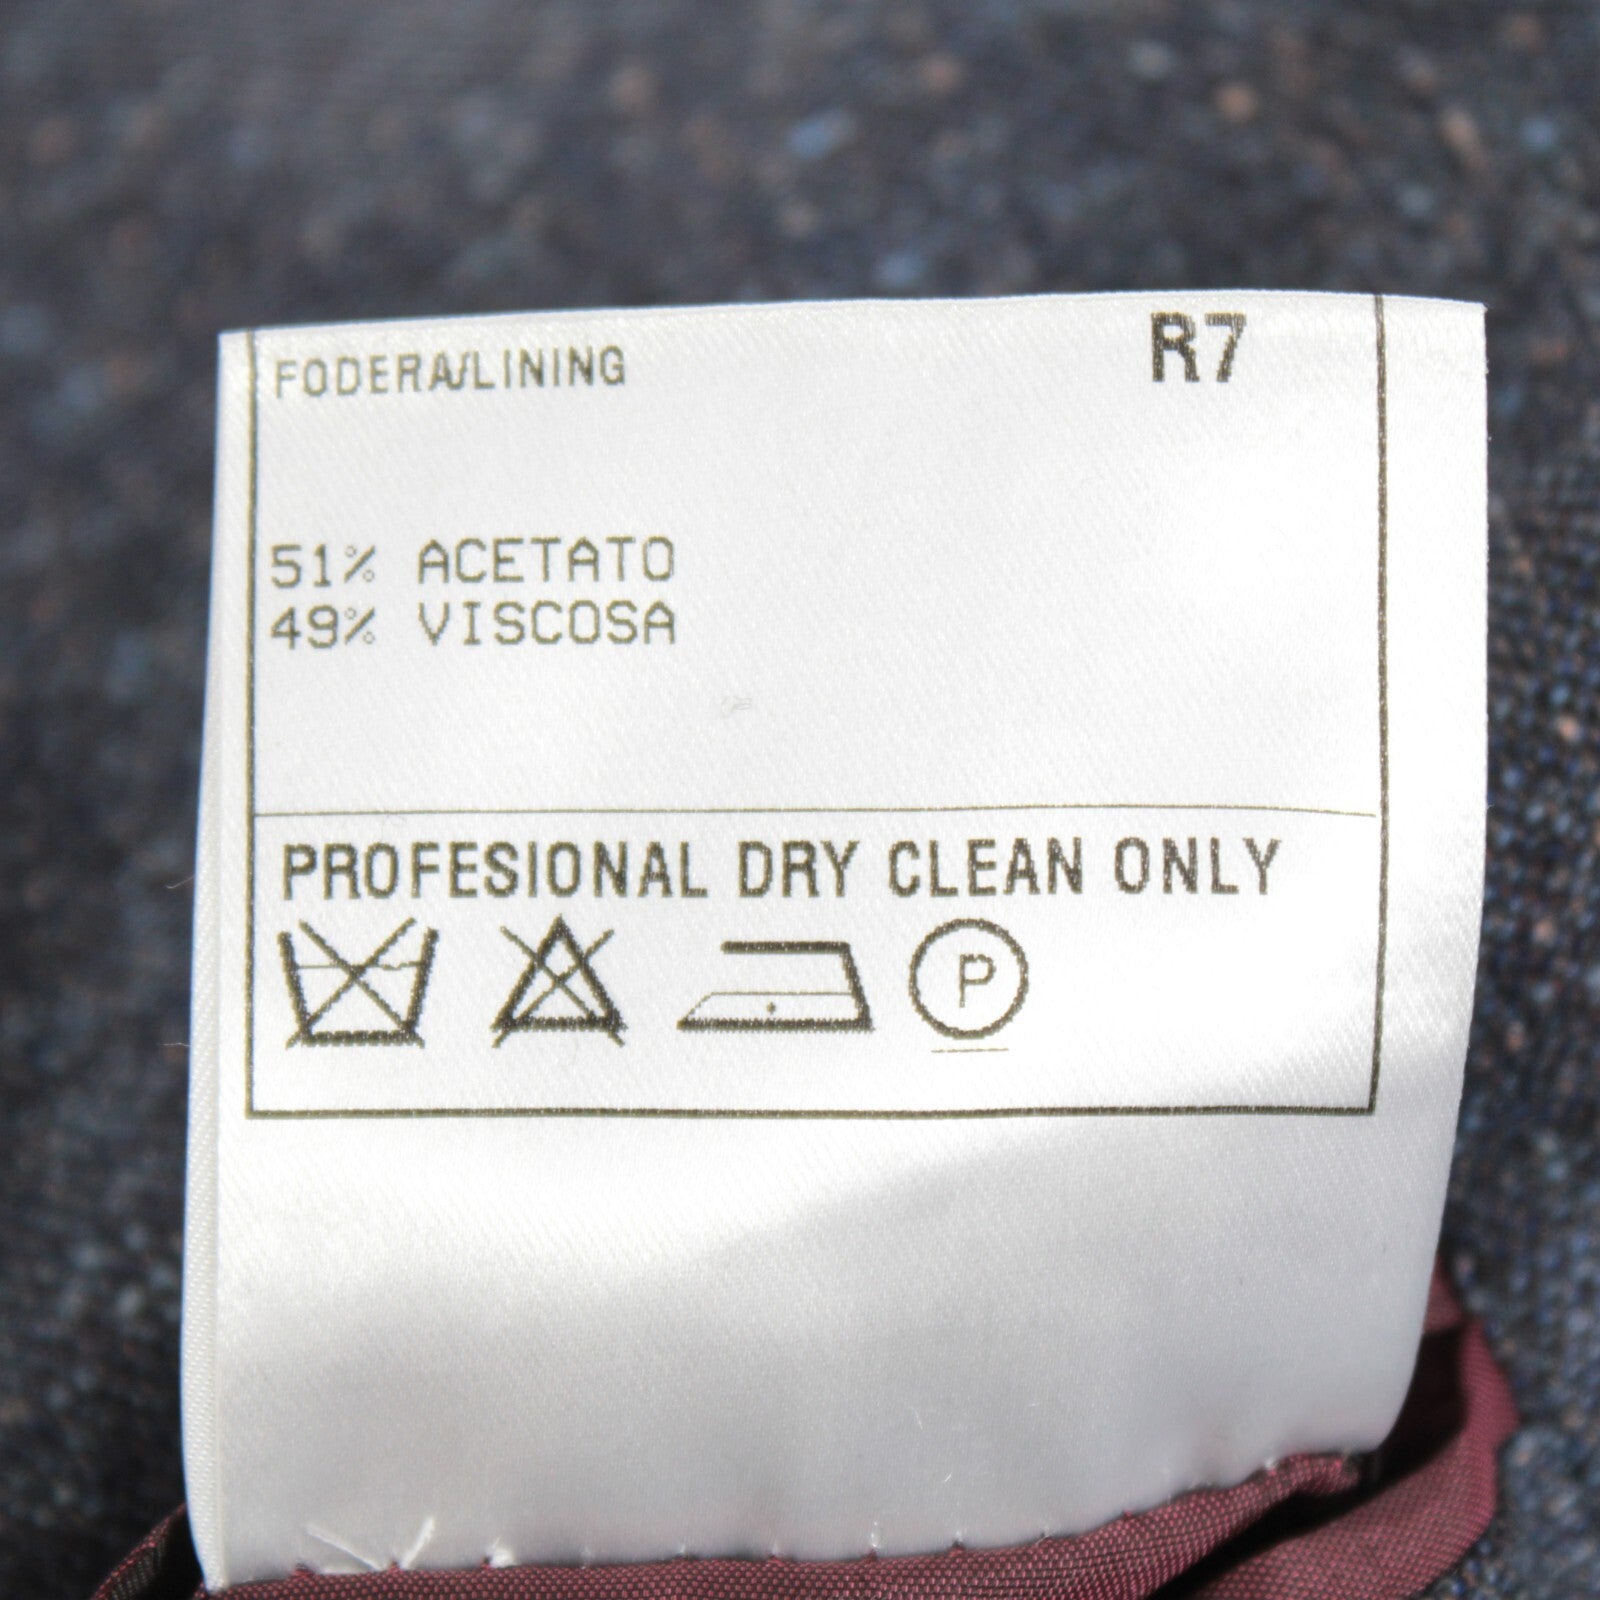 FODERA/LINING R7
51% ACETATO
49% VISCOSA
PROFESIONAL DRY CLEAN ONLY
P